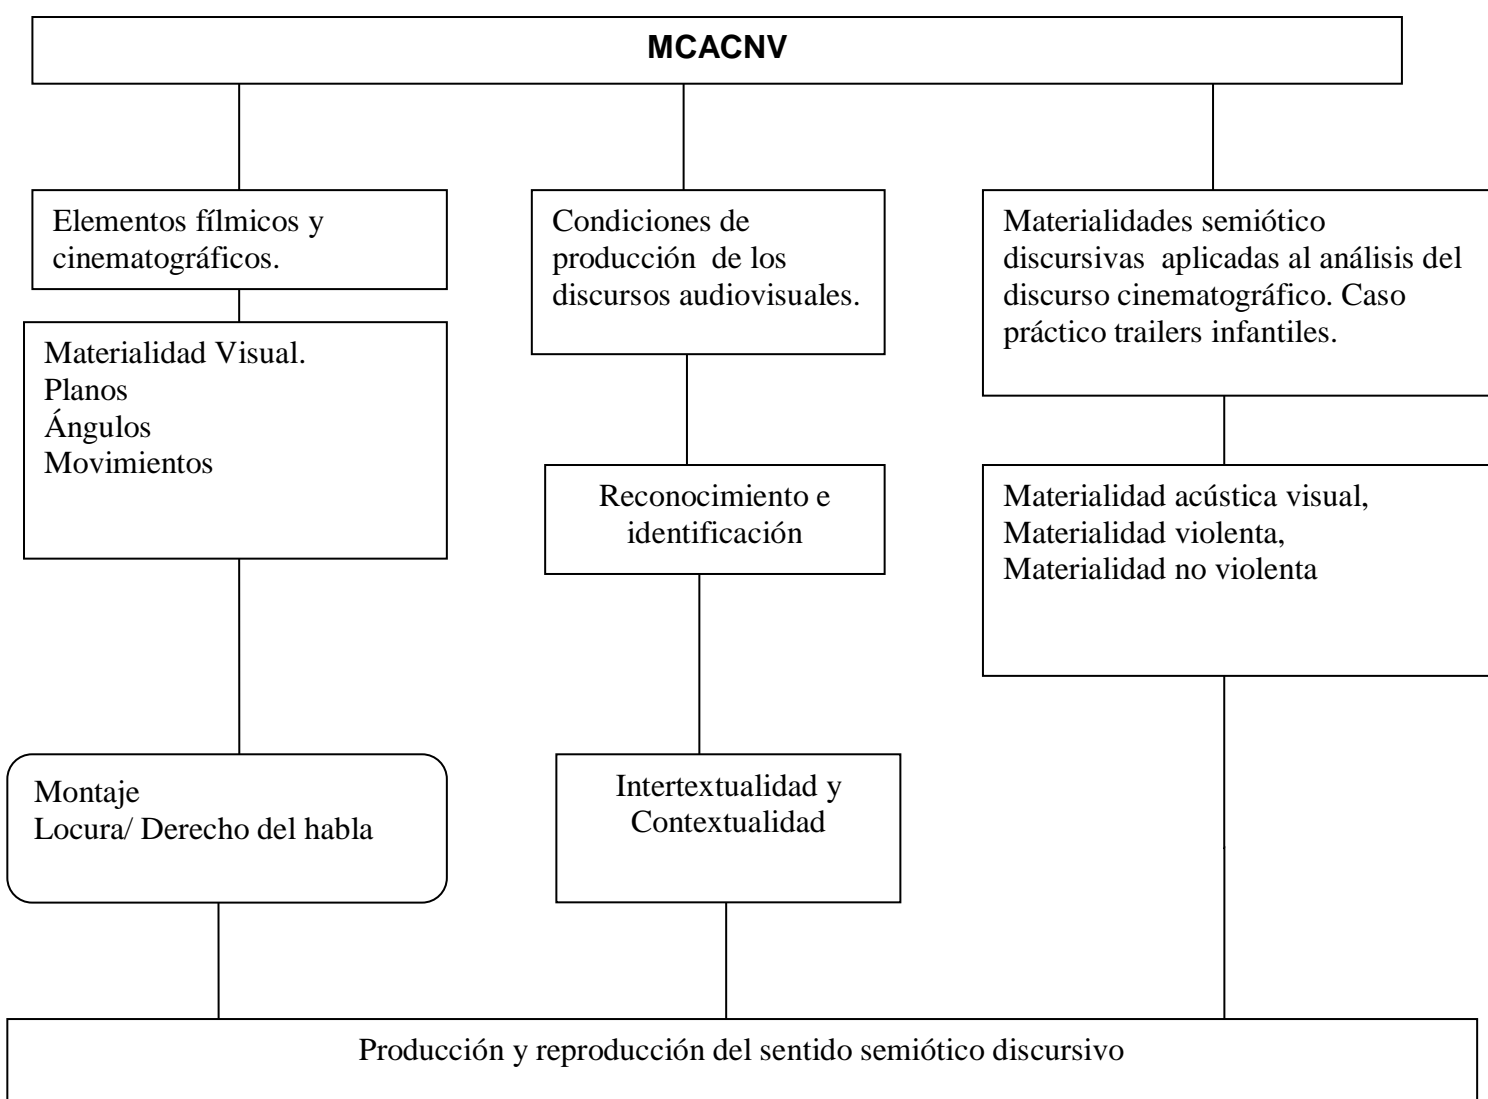 MCACNV
Elementos fílmicos y
cinematográficos.
Materialidad Visual.
Planos
Ángulos
Movimientos
Montaje
Locura/ Derecho del habla
Condiciones de
producción  de los
discursos audiovisuales.
Reconocimiento e
identificación
Intertextualidad y
Contextualidad
Materialidades semiótico
discursivas  aplicadas al análisis del
discurso cinematográfico. Caso
práctico trailers infantiles.
Materialidad acústica visual,
Materialidad violenta,
Materialidad no violenta
Producción y reproducción del sentido semiótico discursivo